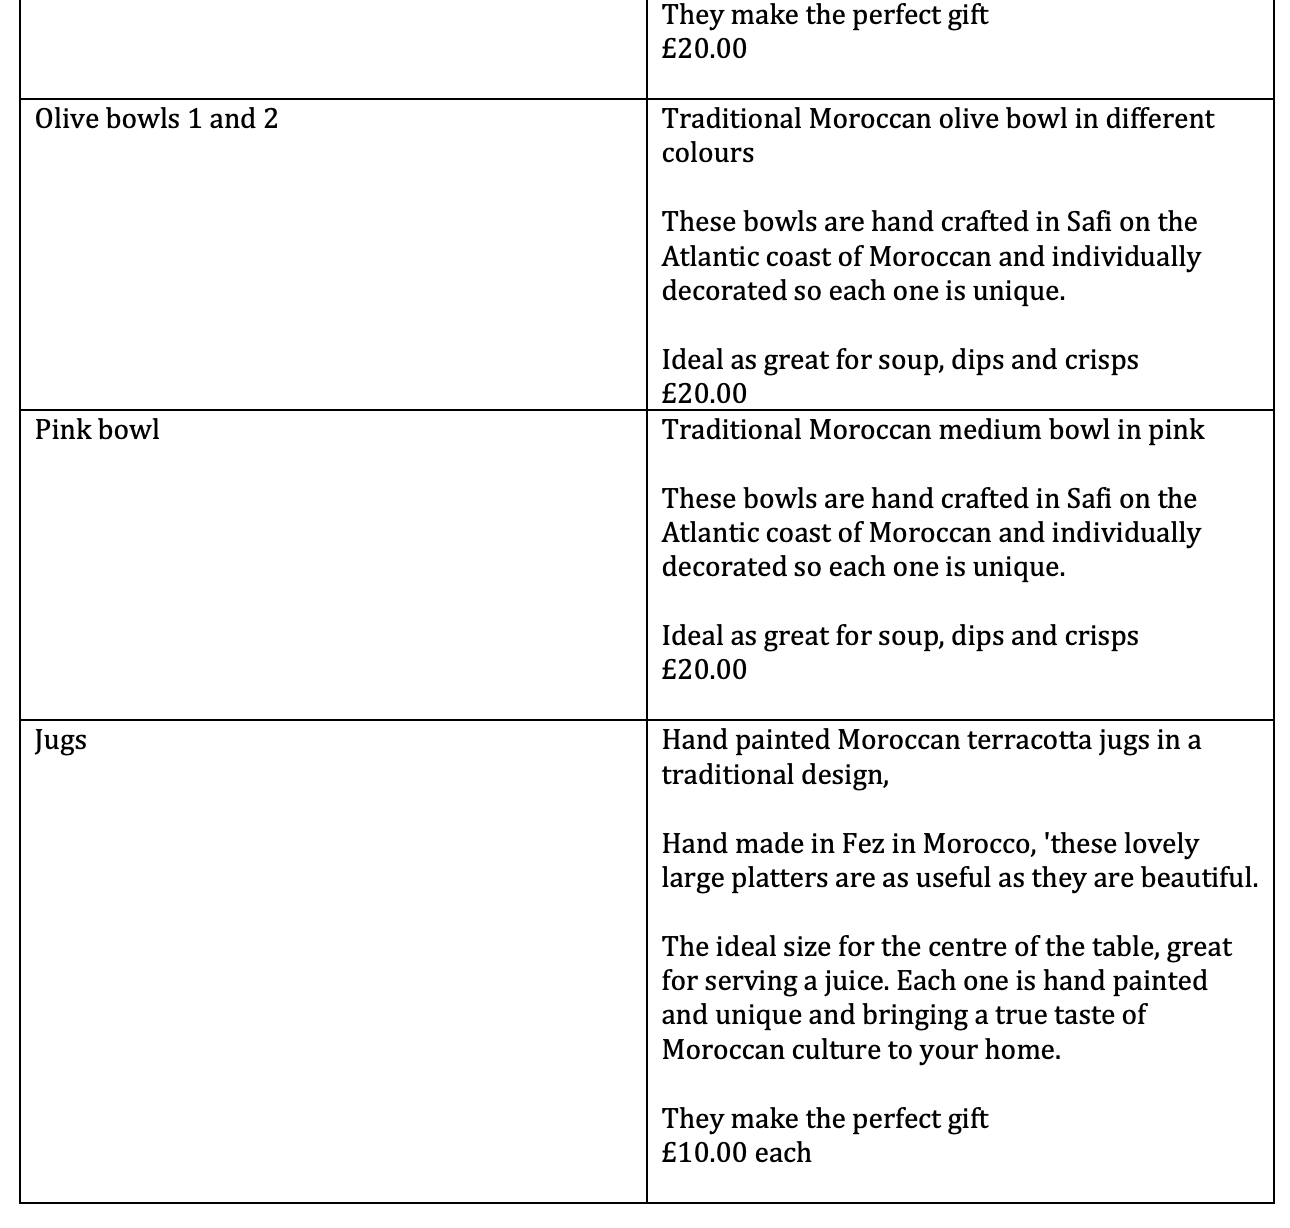 They make the perfect gift
£20.00
Olive bowls 1 and 2
Traditional Moroccan olive bowl in different
colours
These bowls are hand crafted in Safi on the
Atlantic coast of Moroccan and individually
decorated so each one is unique.
Ideal as great for soup, dips and crisps
£20.00
Pink bowl
Traditional Moroccan medium bowl in pink
These bowls are hand crafted in Safi on the
Atlantic coast of Moroccan and individually
decorated so each one is unique.
Ideal as great for soup, dips and crisps
£20.00
Jugs
Hand painted Moroccan terracotta jugs in a
traditional design,
Hand made in Fez in Morocco, 'these lovely
large platters are as useful as they are beautiful.
The ideal size for the centre of the table, great
for serving a juice. Each one is hand painted
and unique and bringing a true taste of
Moroccan culture to your home.
They make the perfect gift
£10.00 each